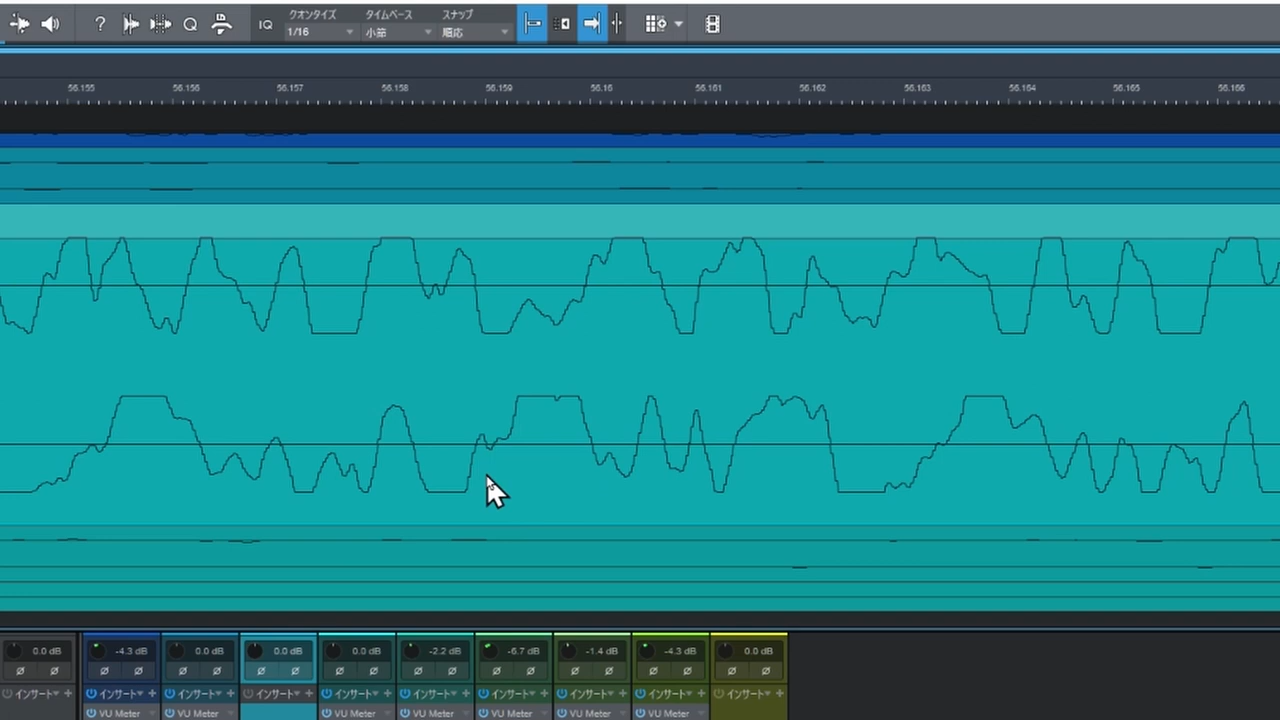 ? IQ クオンタイズ タイムベース スナップ
1/16 小節 順応
56.155 56.156 56.157 56.158 56.159 56.16 56.161 56.162 56.163 56.164 56.165 56.166
0.0 dB -4.3 dB 0.0 dB 0.0 dB 0.0 dB -2.2 dB -6.7 dB -1.4 dB -4.3 dB 0.0 dB
Ø Ø Ø Ø Ø Ø Ø Ø Ø Ø Ø Ø Ø Ø Ø Ø Ø Ø Ø Ø
インサート + インサート + インサート + インサート + インサート + インサート + インサート + インサート + インサート + インサート +
VU Meter VU Meter VU Meter VU Meter VU Meter VU Meter VU Meter